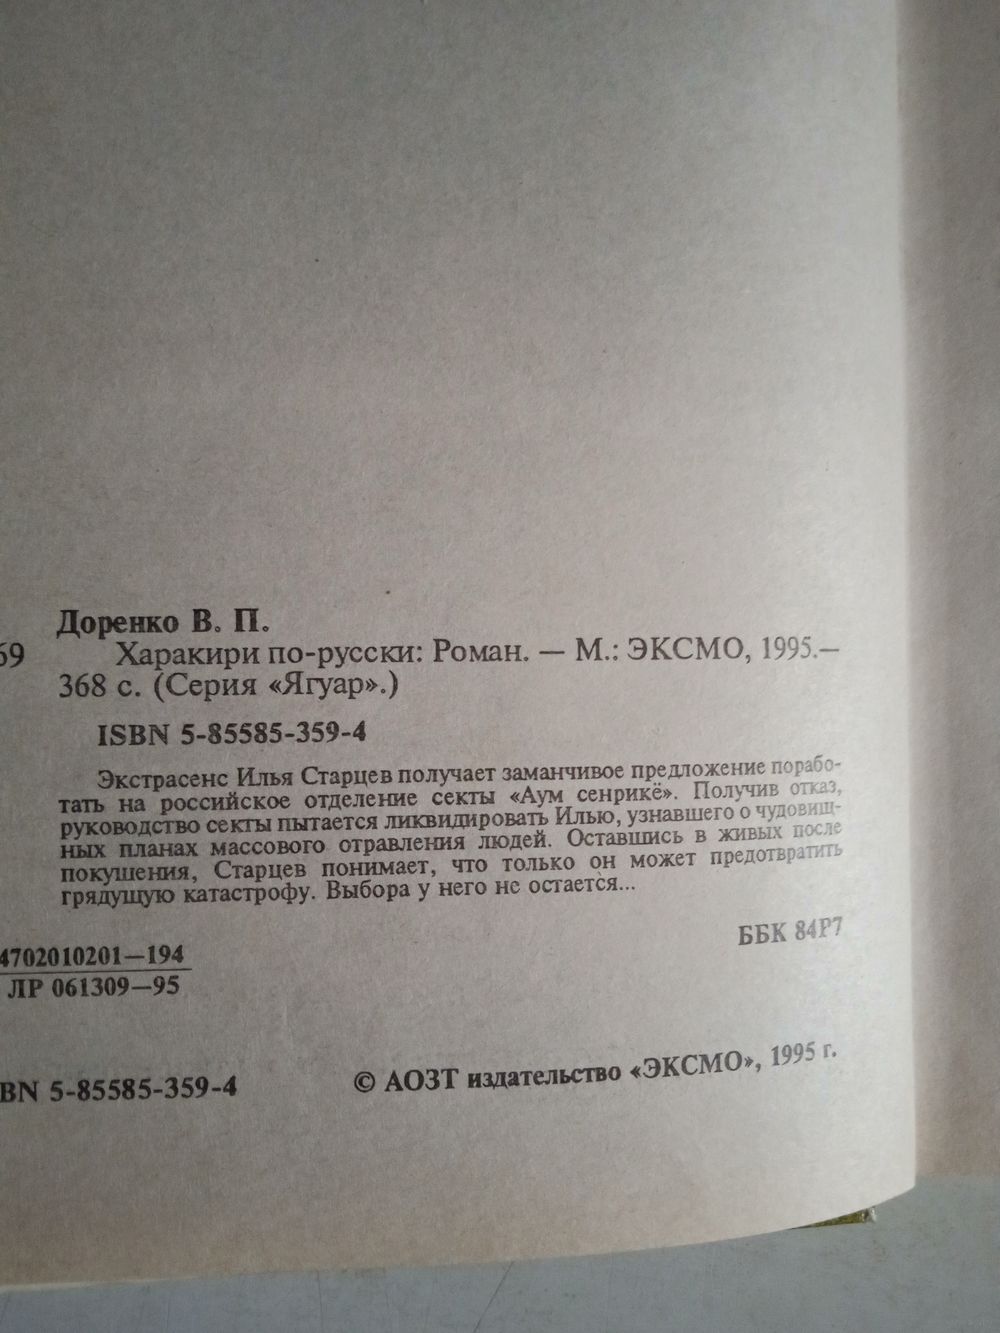 Доренко В. П.
69 Харакири по-русски: Роман. — М.: ЭКСМО, 1995.—
368 с. (Серия «Ягуар».)
ISBN 5-85585-359-4
Экстрасенс Илья Старцев получает заманчивое предложение порабо-
тать на российское отделение секты «Аум сенрикё». Получив отказ,
руководство секты пытается ликвидировать Илью, узнавшего о чудовищ-
ных планах массового отравления людей. Оставшись в живых после
покушения, Старцев понимает, что только он может предотвратить
грядущую катастрофу. Выбора у него не остается...
ББК 84Р7
4702010201—194
ЛР 061309—95
BN 5-85585-359-4
© АОЗТ издательство «ЭКСМО», 1995 г.